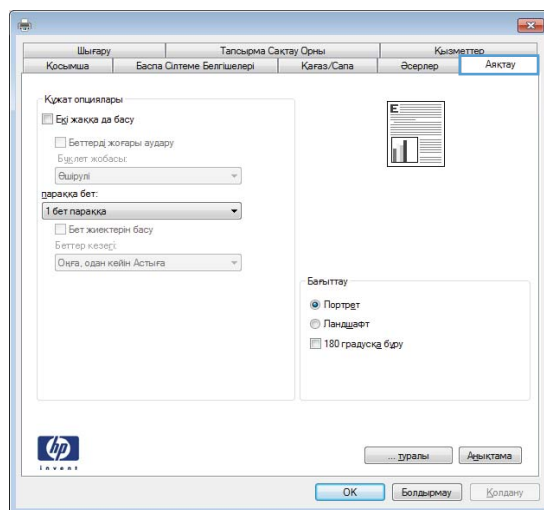 Шығару Тапсырма Сақтау Орны Қызметтер
Қосымша Баспа Сілтеме Белгішелері Қағаз/Сапа Әсерлер Аяқтау
Құжат опциялары
Екі жаққа да басу
Беттерді жоғары аудару
Буклет жобасы:
Өшірулі
параққа бет:
1 бет параққа
Бет жиектерін басу
Беттер кезегі:
Оңға, одан кейін Астыға
E
Бағыттау
Портрет
Ландшафт
180 градусқа бұру
hp
invent
... туралы Анықтама
OK Болдырмау Қолдану